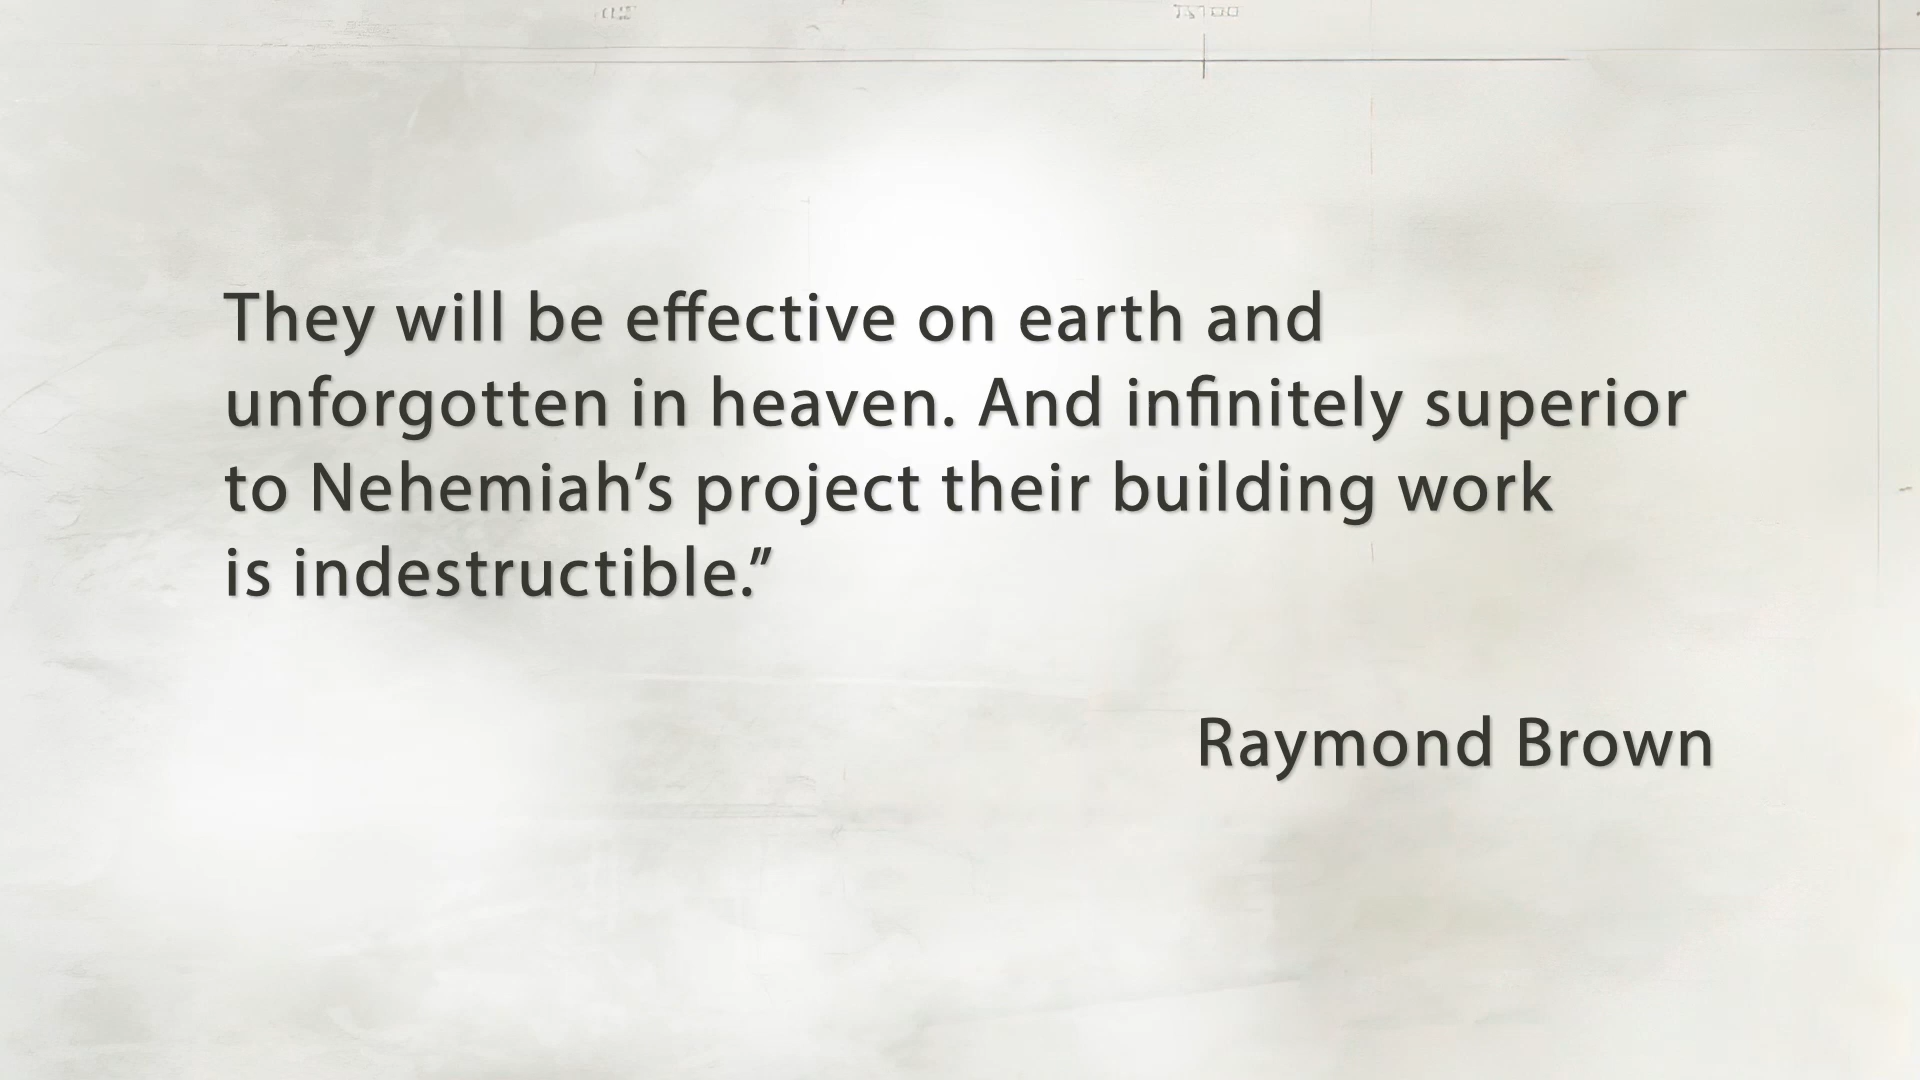 They will be effective on earth and
unforgotten in heaven. And infinitely superior
to Nehemiah’s project their building work
is indestructible.”
Raymond Brown